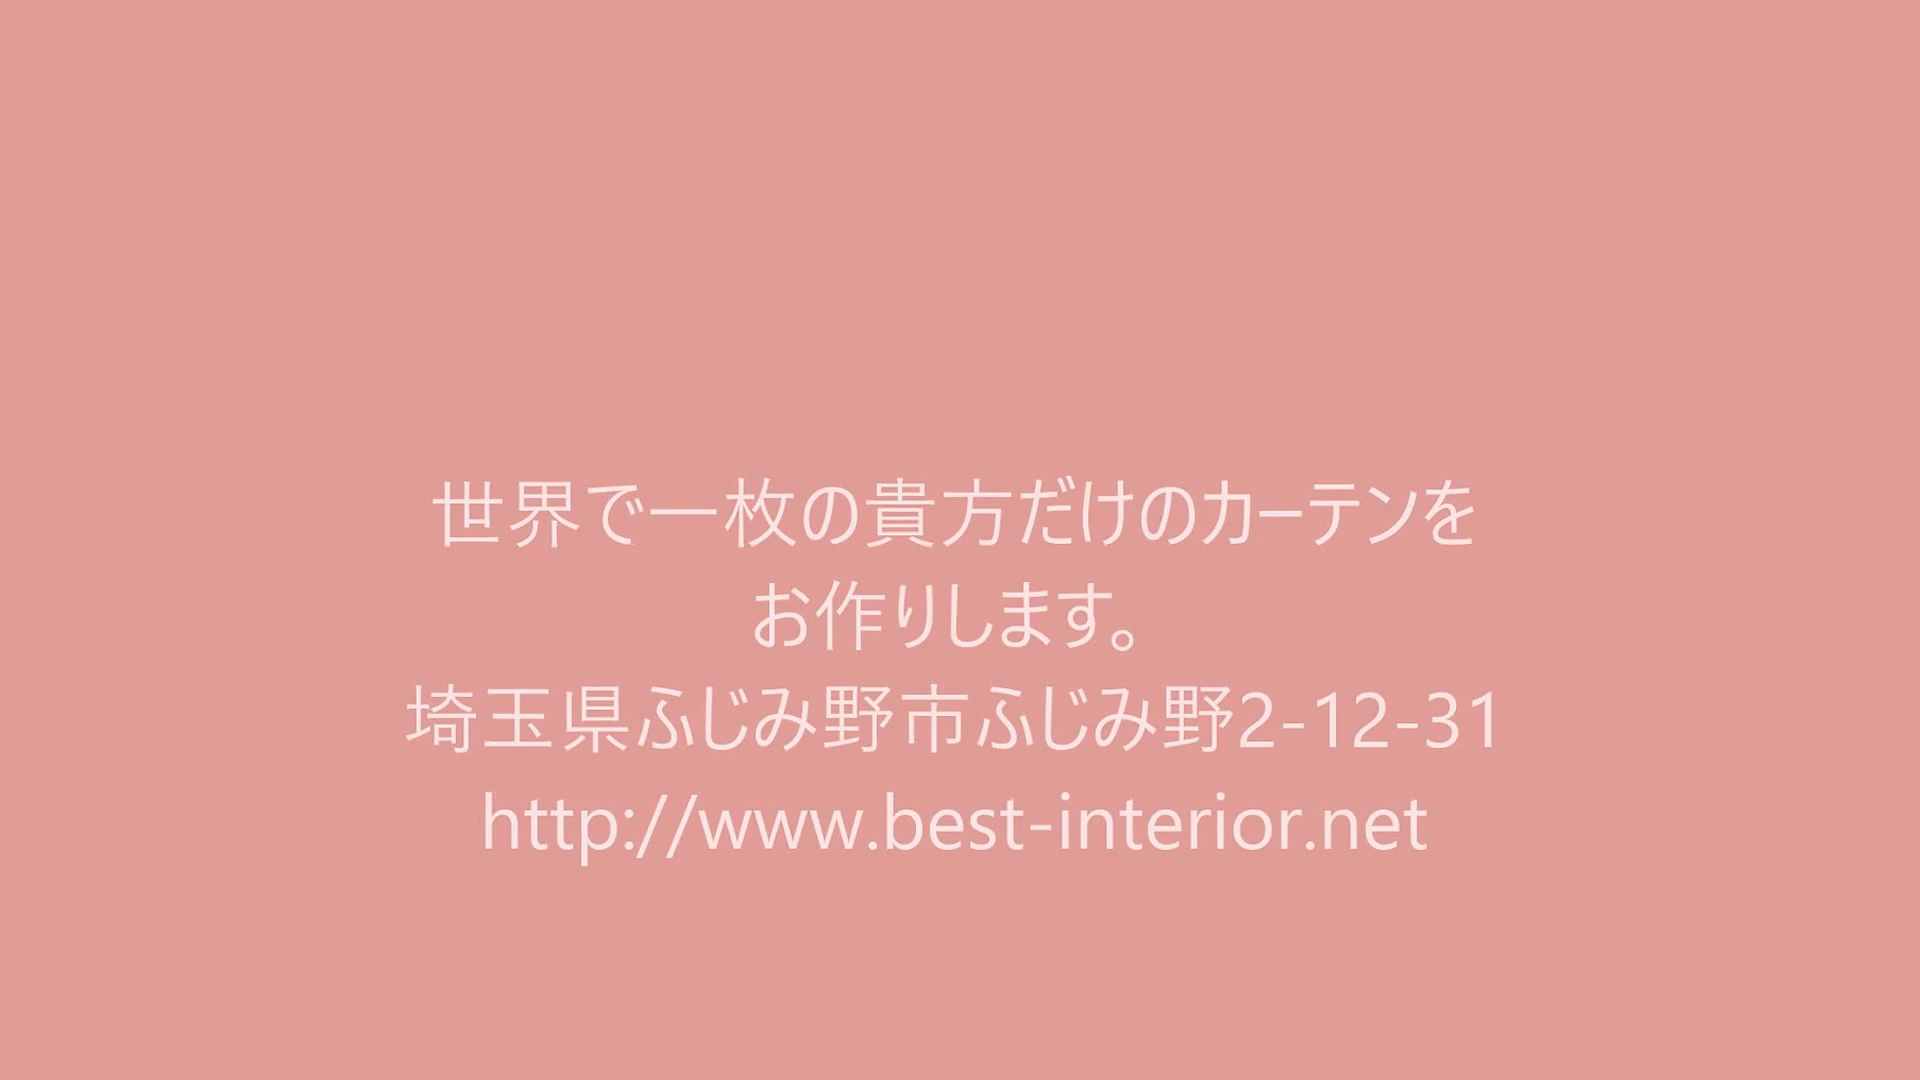 世界で一枚の貴方だけのカーテンを
お作りします。
埼玉県ふじみ野市ふじみ野2-12-31
http://www.best-interior.net